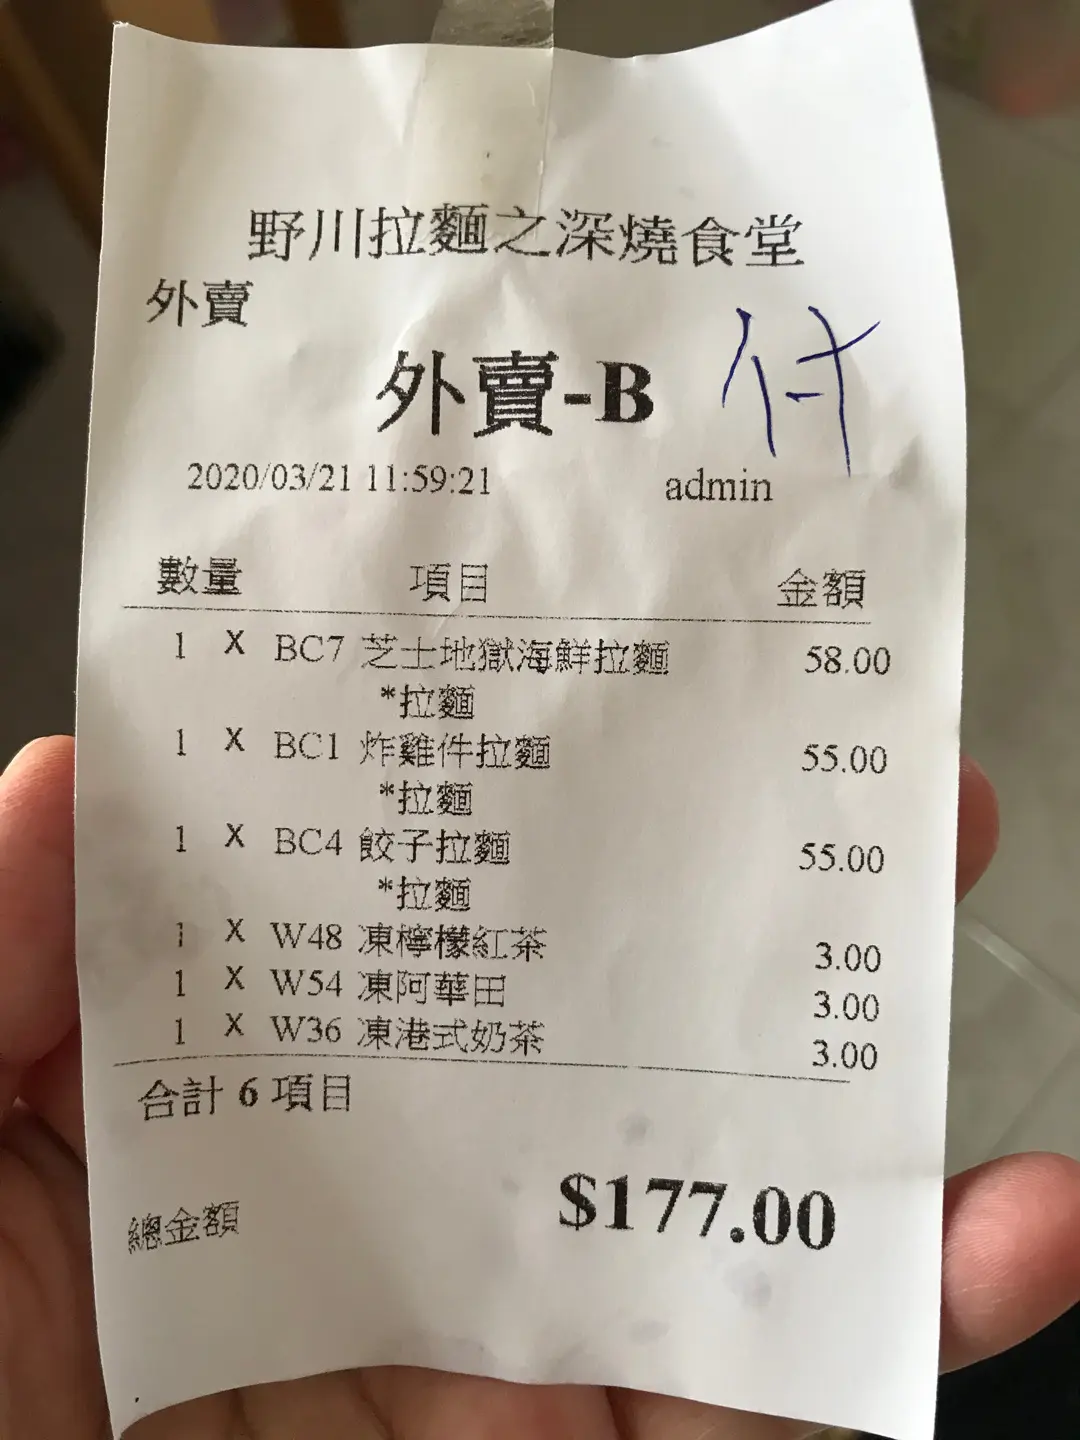 野川拉麵之深燒食堂
外賣
外賣-B 付
2020/03/21 11:59:21 admin
數量 項目 金額
1 X BC7 芝士地獄海鮮拉麵 58.00
*拉麵
1 X BC1 炸雞件拉麵 55.00
*拉麵
1 X BC4 餃子拉麵 55.00
*拉麵
1 X W48 凍檸檬紅茶 3.00
1 X W54 凍阿華田 3.00
1 X W36 凍港式奶茶 3.00
合計 6 項目
總金額 $177.00